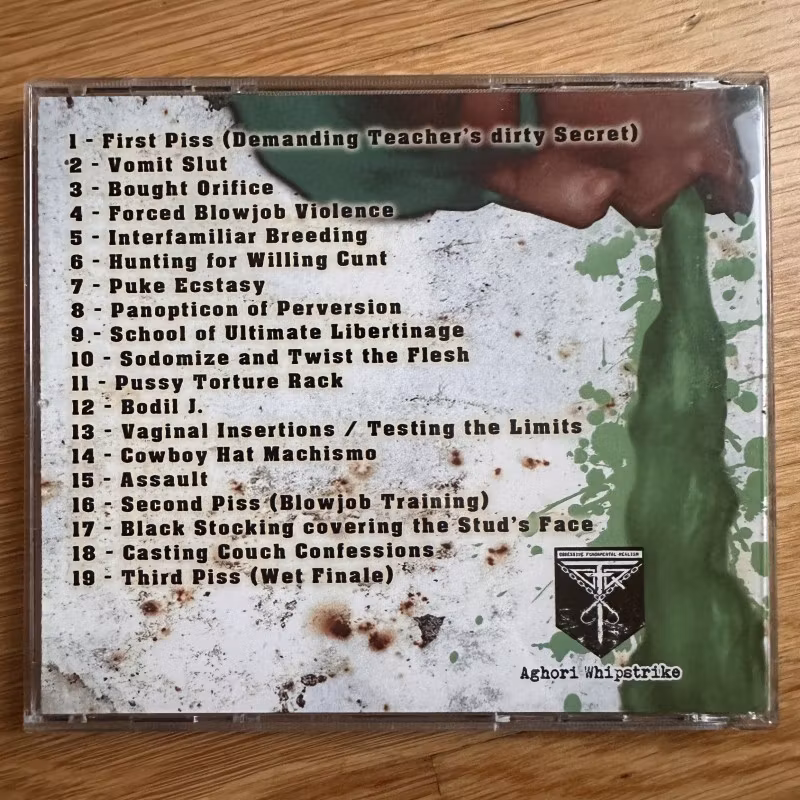 1 - First Piss (Demanding Teacher's dirty Secret)
2 - Vomit Slut
3 - Bought Orifice
4 - Forced Blowjob Violence
5 - Interfamiliar Breeding
6 - Hunting for Willing Cunt
7 - Puke Ecstasy
8 - Panopticon of Perversion
9 - School of Ultimate Libertinage
10 - Sodomize and Twist the Flesh
11 - Pussy Torture Rack
12 - Bodil J.
13 - Vaginal Insertions / Testing the Limits
14 - Cowboy Hat Machismo
15 - Assault
16 - Second Piss (Blowjob Training)
17 - Black Stocking covering the Stud's Face
18 - Casting Couch Confessions
19 - Third Piss (Wet Finale)
OBSESSIVE FUNDAMENTAL REALISM
Aghori Whipstrike